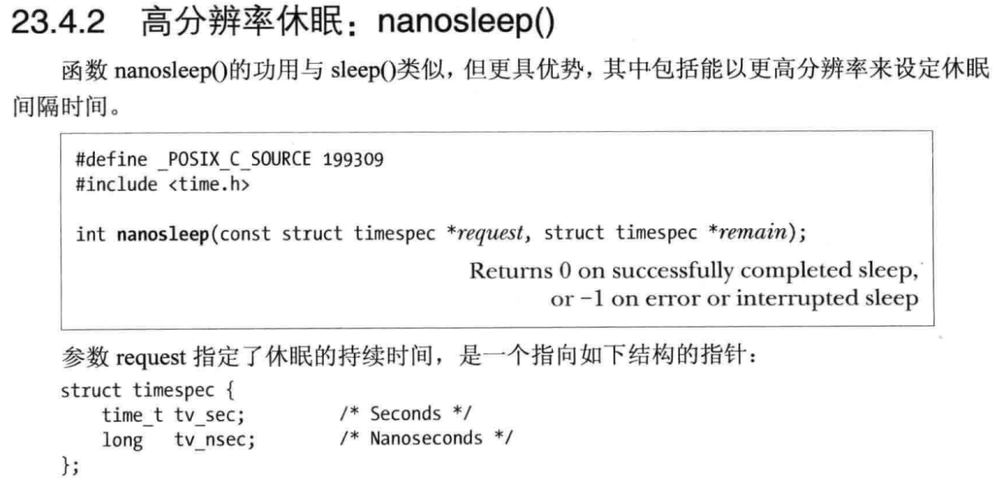 23.4.2 高分辨率休眠：nanosleep()
函数 nanosleep()的功用与 sleep()类似，但更具优势，其中包括能以更高分辨率来设定休眠
间隔时间。
#define _POSIX_C_SOURCE 199309
#include <time.h>
int nanosleep(const struct timespec *request, struct timespec *remain);
Returns 0 on successfully completed sleep,
or −1 on error or interrupted sleep
参数 request 指定了休眠的持续时间，是一个指向如下结构的指针：
struct timespec {
    time_t tv_sec;        /* Seconds */
    long   tv_nsec;       /* Nanoseconds */
};